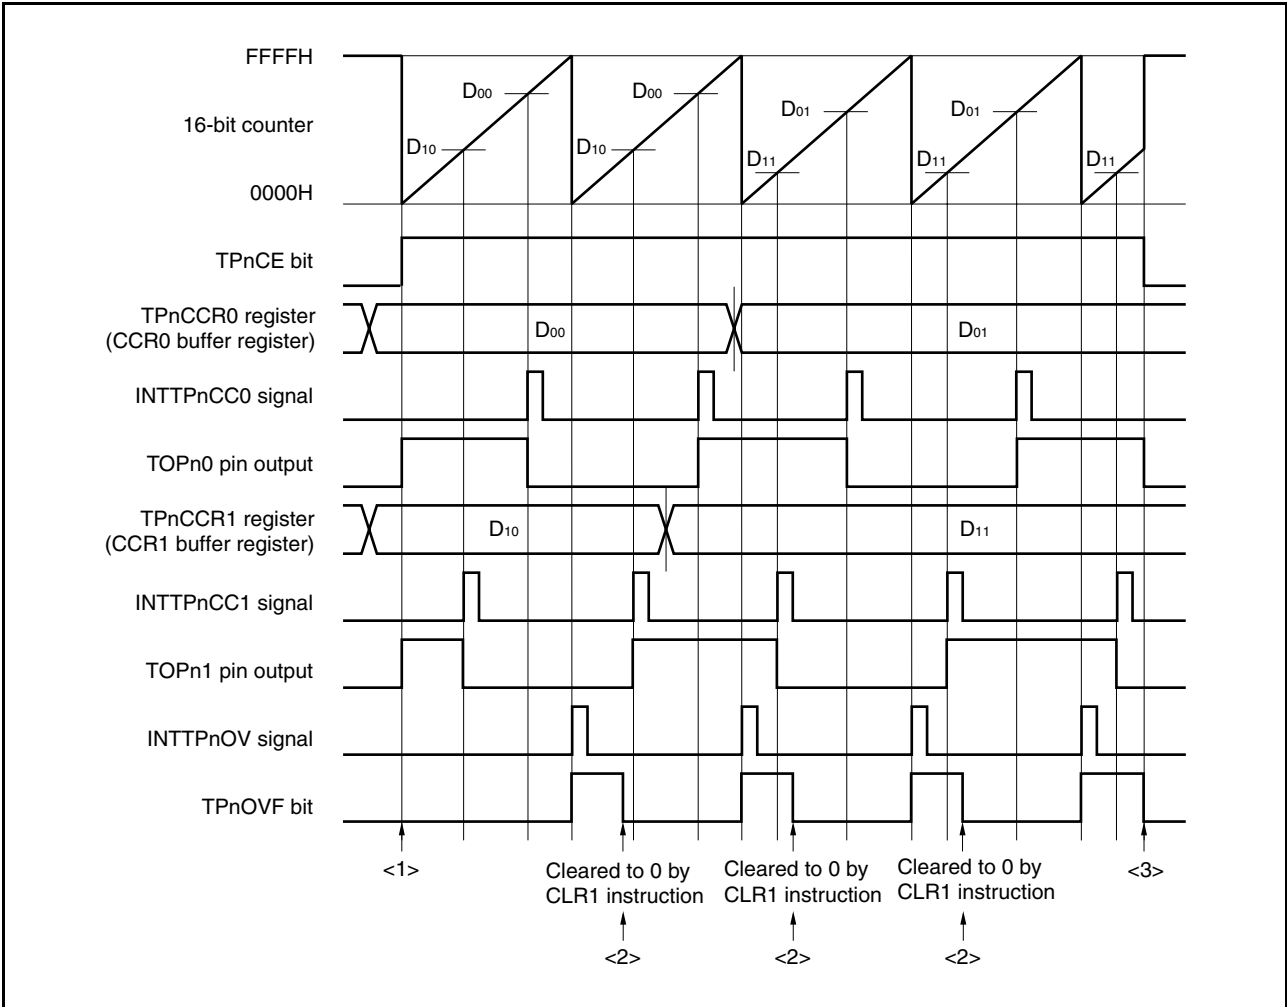 FFFFH
16-bit counter
0000H
D00
D10
D00
D10
D01
D11
D01
D11
D11
TPnCE bit
TPnCCR0 register
(CCR0 buffer register)
D00
D01
INTTPnCC0 signal
TOPn0 pin output
TPnCCR1 register
(CCR1 buffer register)
D10
D11
INTTPnCC1 signal
TOPn1 pin output
INTTPnOV signal
TPnOVF bit
<1>
Cleared to 0 by
CLR1 instruction
<2>
Cleared to 0 by
CLR1 instruction
<2>
Cleared to 0 by
CLR1 instruction
<2>
<3>